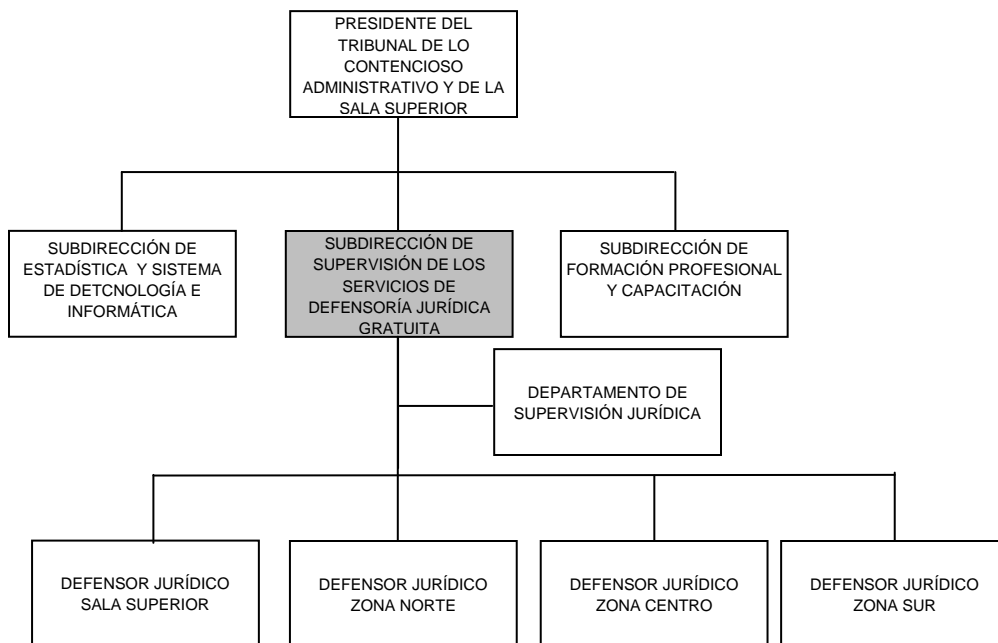 PRESIDENTE DEL
TRIBUNAL DE LO
CONTENCIOSO
ADMINISTRATIVO Y DE LA
SALA SUPERIOR
SUBDIRECCIÓN DE
ESTADÍSTICA Y SISTEMA
DE DETCNOLOGÍA E
INFORMÁTICA
SUBDIRECCIÓN DE
SUPERVISIÓN DE LOS
SERVICIOS DE
DEFENSORÍA JURÍDICA
GRATUITA
SUBDIRECCIÓN DE
FORMACIÓN PROFESIONAL
Y CAPACITACIÓN
DEPARTAMENTO DE
SUPERVISIÓN JURÍDICA
DEFENSOR JURÍDICO
SALA SUPERIOR
DEFENSOR JURÍDICO
ZONA NORTE
DEFENSOR JURÍDICO
ZONA CENTRO
DEFENSOR JURÍDICO
ZONA SUR